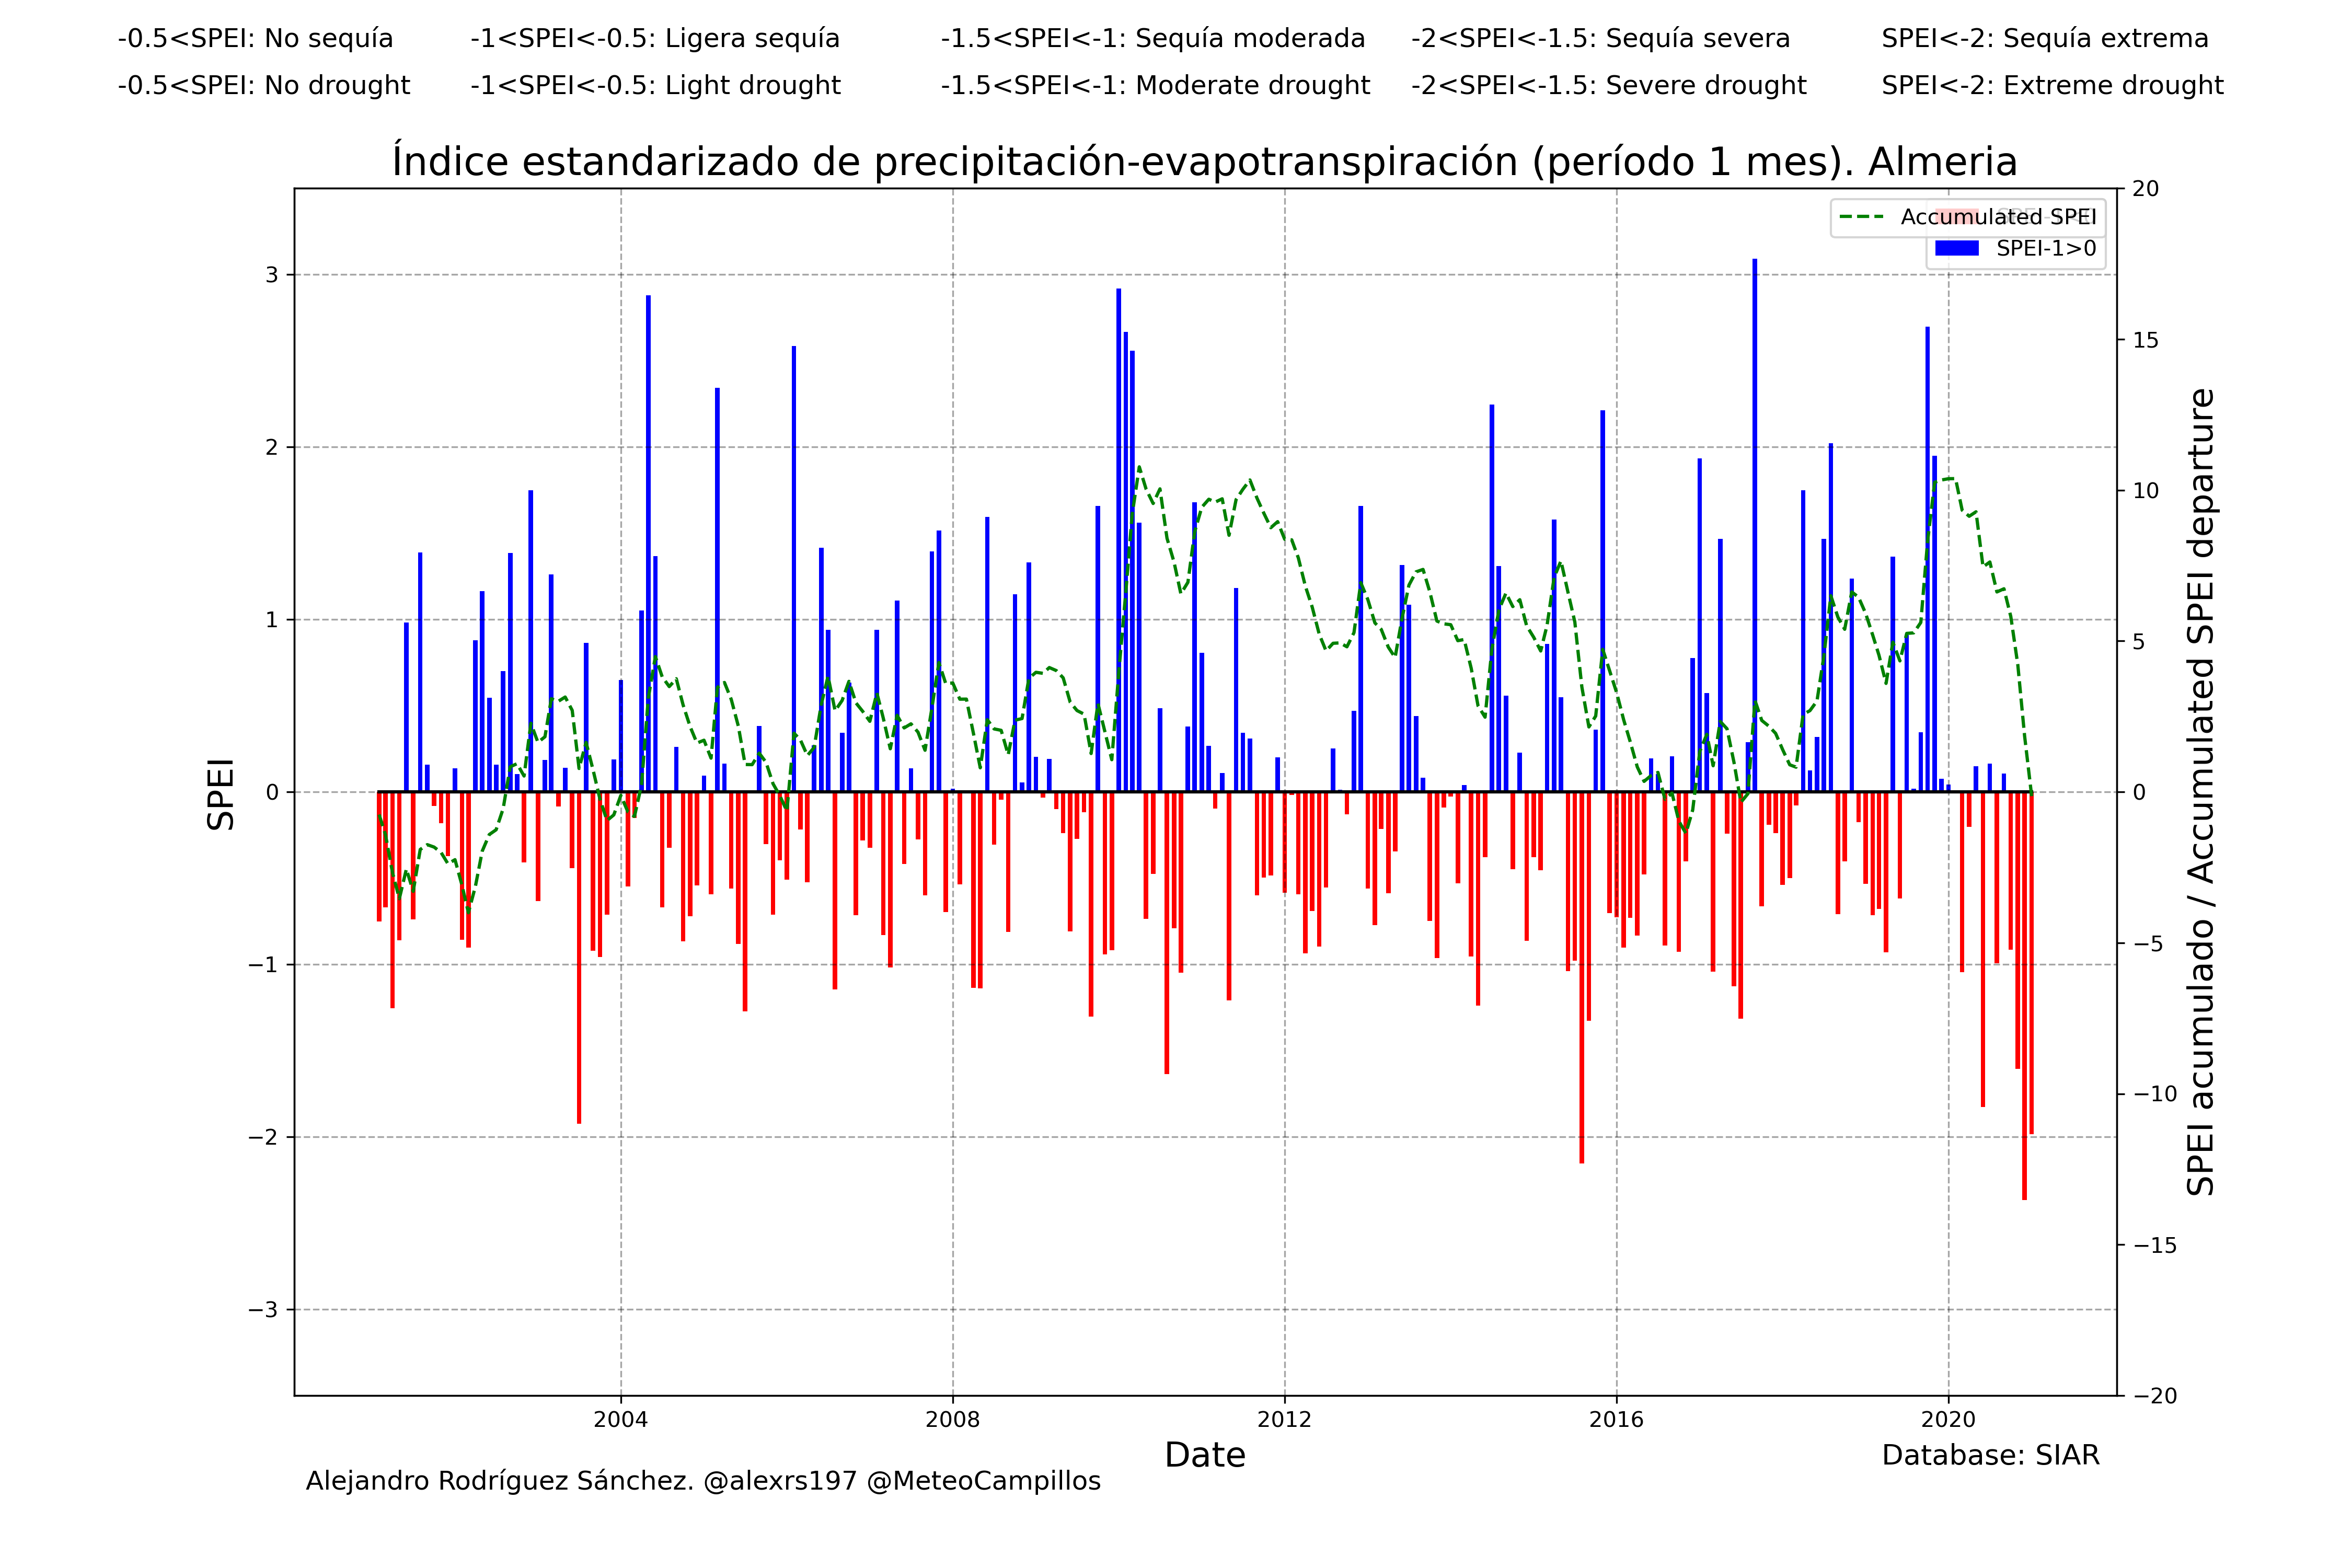 -0.5<SPEI: No sequía
-1<SPEI<-0.5: Ligera sequía
-1.5<SPEI<-1: Sequía moderada
-2<SPEI<-1.5: Sequía severa
SPEI<-2: Sequía extrema
-0.5<SPEI: No drought
-1<SPEI<-0.5: Light drought
-1.5<SPEI<-1: Moderate drought
-2<SPEI<-1.5: Severe drought
SPEI<-2: Extreme drought
Índice estandarizado de precipitación-evapotranspiración (período 1 mes). Almeria
Accumulated SPEI
SPEI-1>0
SPEI
3
2
1
0
−1
−2
−3
20
15
10
5
0
−5
−10
−15
−20
SPEI acumulado / Accumulated SPEI departure
2004
2008
2012
2016
2020
Date
Database: SIAR
Alejandro Rodríguez Sánchez. @alexrs197 @MeteoCampillos